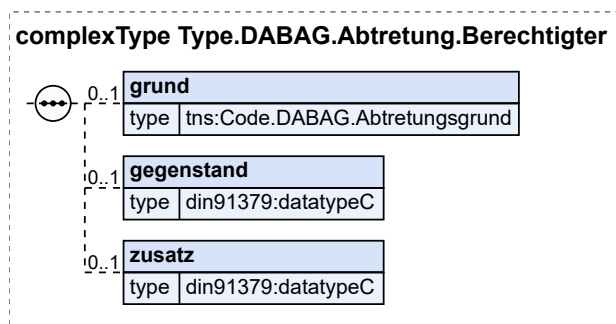 complexType Type.DABAG.Abtretung.Berechtigter
0..1 grund
type tns:Code.DABAG.Abtretungsgrund
0..1 gegenstand
type din91379:datatypeC
0..1 zusatz
type din91379:datatypeC